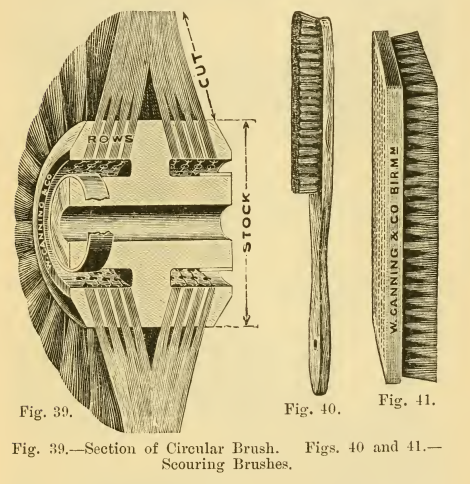 CUT
ROWS
W. CANNING & CO
STOCK
W. CANNING & CO BIRMM
Fig. 39.
Fig. 40.
Fig. 41.
Fig. 39.—Section of Circular Brush. Figs. 40 and 41.—
Scouring Brushes.